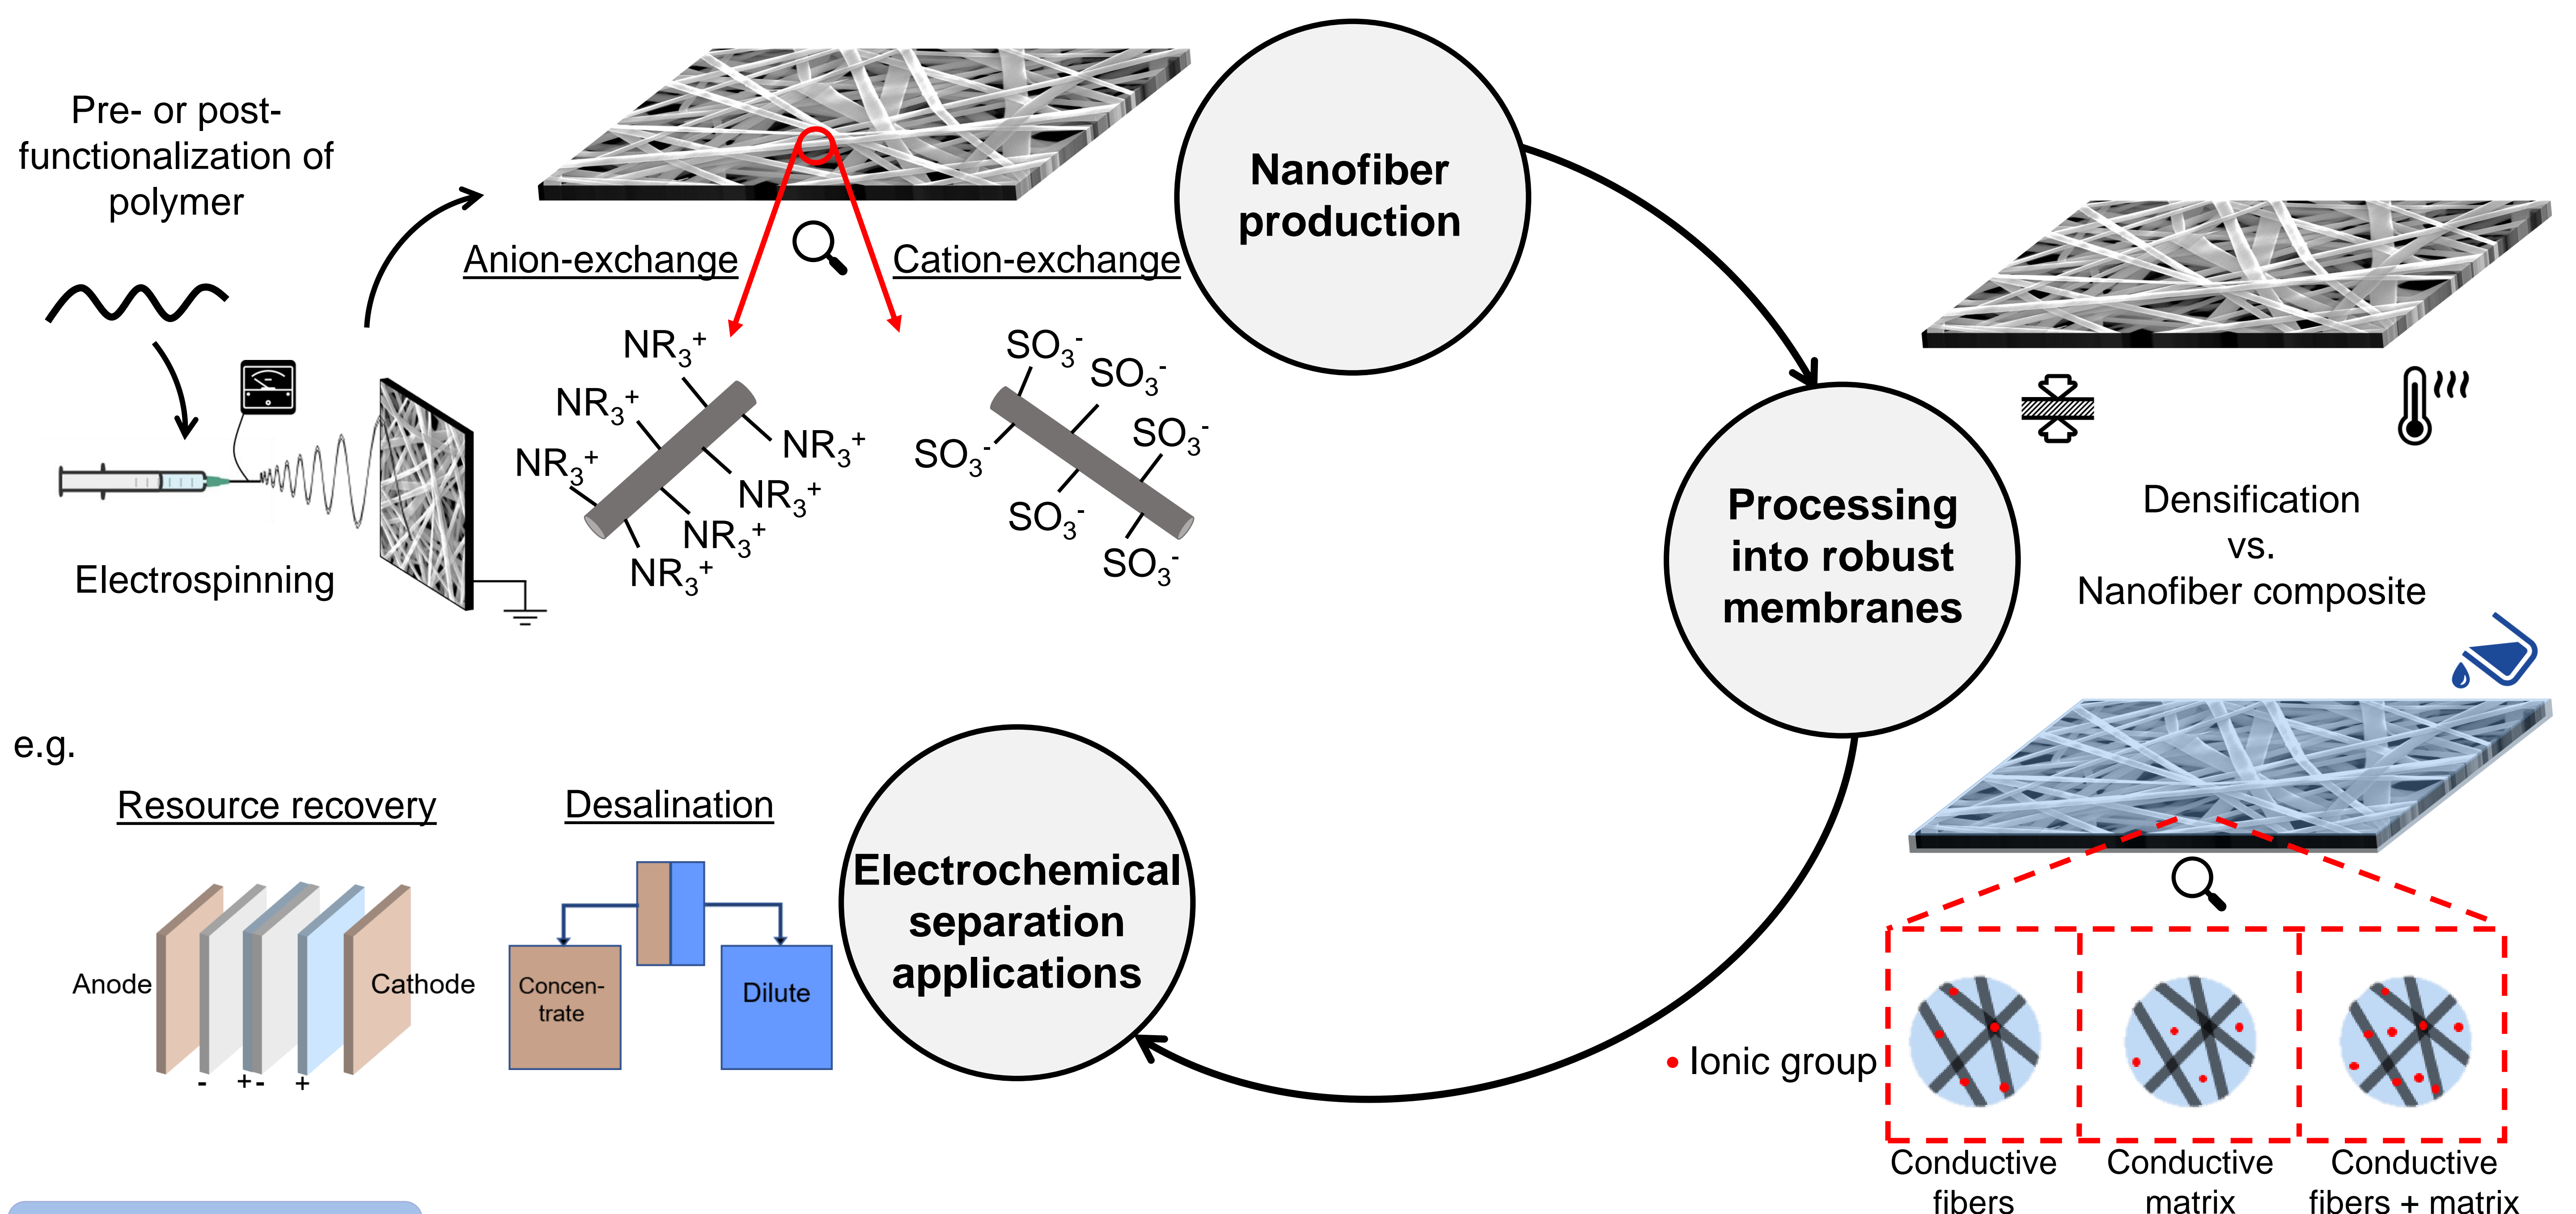 Pre- or post-
functionalization of
polymer
Electrospinning
Anion-exchange
Cation-exchange
NR₃⁺
NR₃⁺
NR₃⁺
NR₃⁺
NR₃⁺
NR₃⁺
NR₃⁺
SO₃⁻
SO₃⁻
SO₃⁻
SO₃⁻
SO₃⁻
SO₃⁻
Nanofiber
production
Processing
into robust
membranes
Densification
vs.
Nanofiber composite
Ionic group
Conductive
fibers
Conductive
matrix
Conductive
fibers + matrix
Electrochemical
separation
applications
e.g.
Resource recovery
Anode
Cathode
- + - +
Desalination
Concen-
trate
Dilute